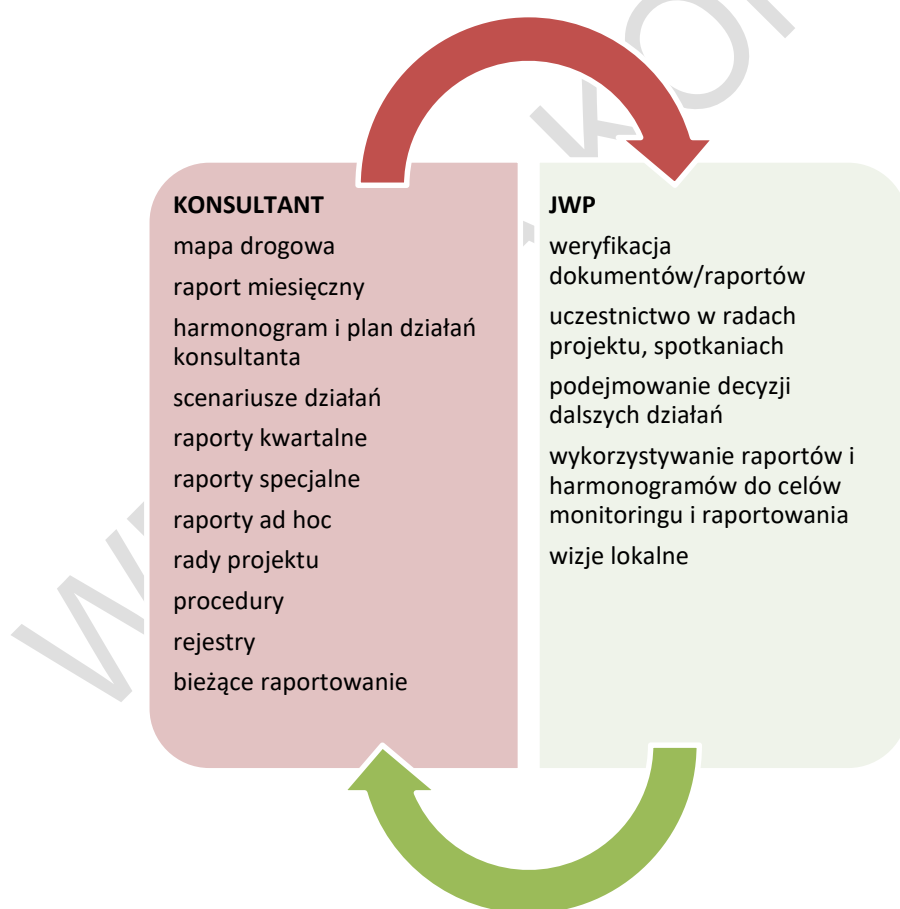 KONSULTANT
mapa drogowa
raport miesięczny
harmonogram i plan działań
konsultanta
scenariusze działań
raporty kwartalne
raporty specjalne
raporty ad hoc
rady projektu
procedury
rejestry
bieżące raportowanie
JWP
weryfikacja
dokumentów/raportów
uczestnictwo w radach
projektu, spotkaniach
podejmowanie decyzji
dalszych działań
wykorzystywanie raportów i
harmonogramów do celów
monitoringu i raportowania
wizje lokalne